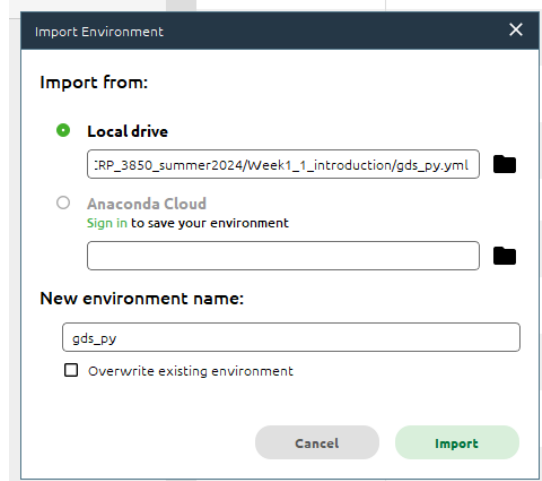 Import Environment
Import from:
Local drive
RP_3850_summer2024/Week1_1_introduction/gds_py.yml
Anaconda Cloud
Sign in to save your environment
New environment name:
gds_py
Overwrite existing environment
Cancel
Import